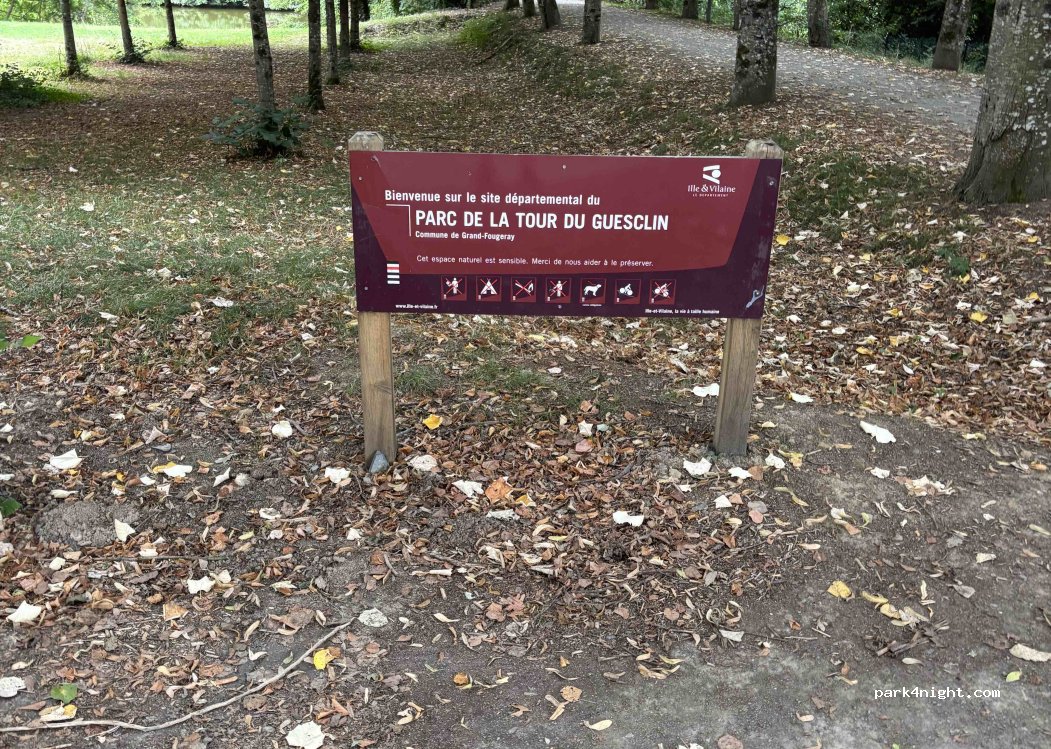 Ille & Vilaine
LE DÉPARTEMENT
Bienvenue sur le site départemental du
PARC DE LA TOUR DU GUESCLIN
Commune de Grand-Fougeray
Cet espace naturel est sensible. Merci de nous aider à le préserver.
www.ille-et-vilaine.fr
Ille-et-Vilaine, la vie à taille humaine
park4night.com